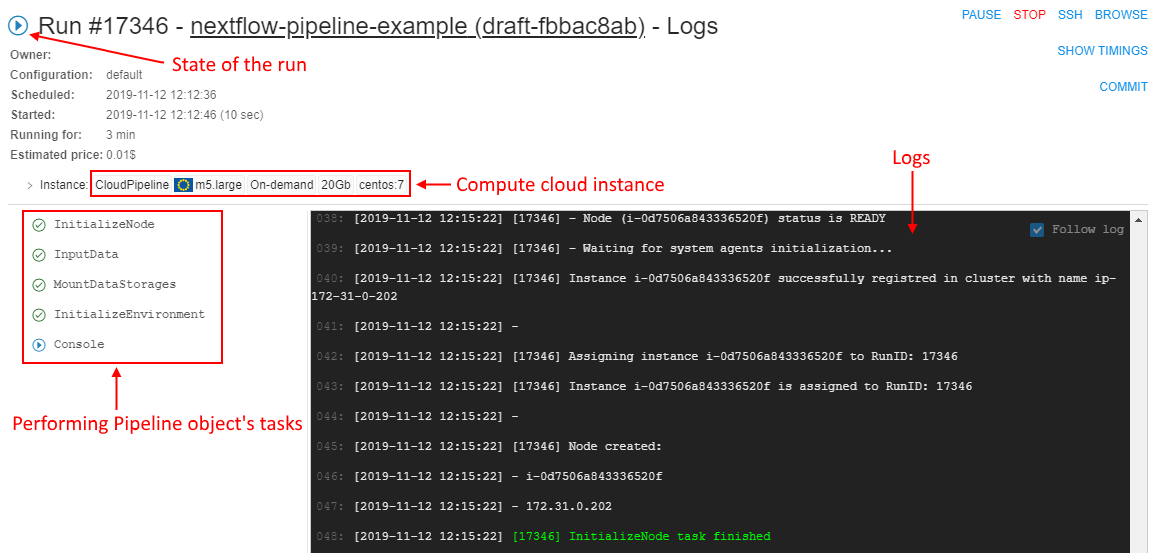 Run #17346 - nextflow-pipeline-example (draft-fbbac8ab) - Logs
PAUSE STOP SSH BROWSE
SHOW TIMINGS
COMMIT
Owner:
State of the run
Configuration: default
Scheduled: 2019-11-12 12:12:36
Started: 2019-11-12 12:12:46 (10 sec)
Running for: 3 min
Estimated price: 0.01$
Instance: CloudPipeline m5.large On-demand 20Gb centos:7
Compute cloud instance
Logs
InitializeNode
InputData
MountDataStorages
InitializeEnvironment
Console
Performing Pipeline object's tasks
Follow log
038: [2019-11-12 12:15:22] [17346] - Node (i-0d7506a843336520f) status is READY
039: [2019-11-12 12:15:22] [17346] - Waiting for system agents initialization...
040: [2019-11-12 12:15:22] [17346] Instance i-0d7506a843336520f successfully registred in cluster with name ip-
172-31-0-202
041: [2019-11-12 12:15:22] -
042: [2019-11-12 12:15:22] [17346] Assigning instance i-0d7506a843336520f to RunID: 17346
043: [2019-11-12 12:15:22] [17346] Instance i-0d7506a843336520f is assigned to RunID: 17346
044: [2019-11-12 12:15:22] -
045: [2019-11-12 12:15:22] [17346] Node created:
046: [2019-11-12 12:15:22] - i-0d7506a843336520f
047: [2019-11-12 12:15:22] - 172.31.0.202
048: [2019-11-12 12:15:22] [17346] InitializeNode task finished